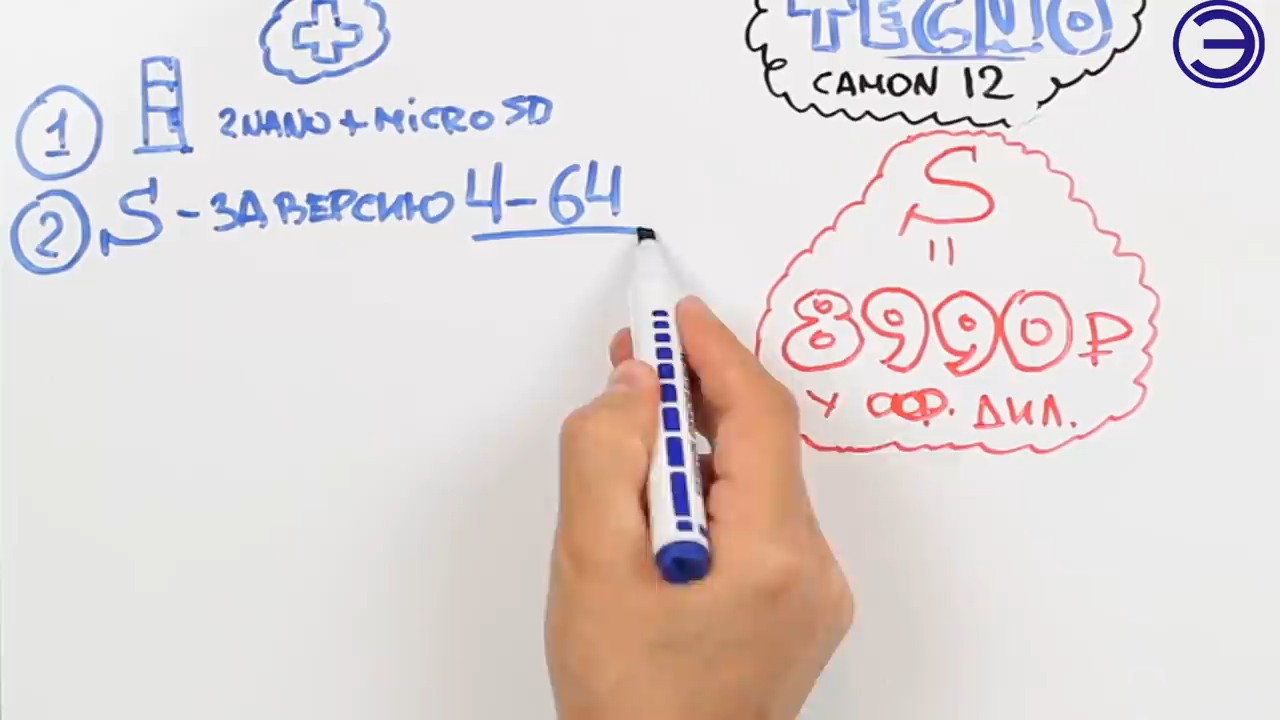 TECNO
CAMON 12
Э
1 2NANO + MICRO SD
2 S - ЗА ВЕРСИЮ 4-64
S
=
8990 ₽
У ОФ. ДИЛ.